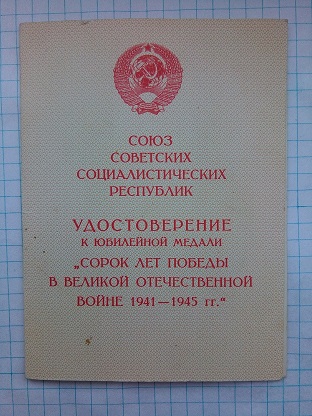 СОЮЗ
СОВЕТСКИХ
СОЦИАЛИСТИЧЕСКИХ
РЕСПУБЛИК
УДОСТОВЕРЕНИЕ
К ЮБИЛЕЙНОЙ МЕДАЛИ
„СОРОК ЛЕТ ПОБЕДЫ
В ВЕЛИКОЙ ОТЕЧЕСТВЕННОЙ
ВОЙНЕ 1941—1945 гг.“